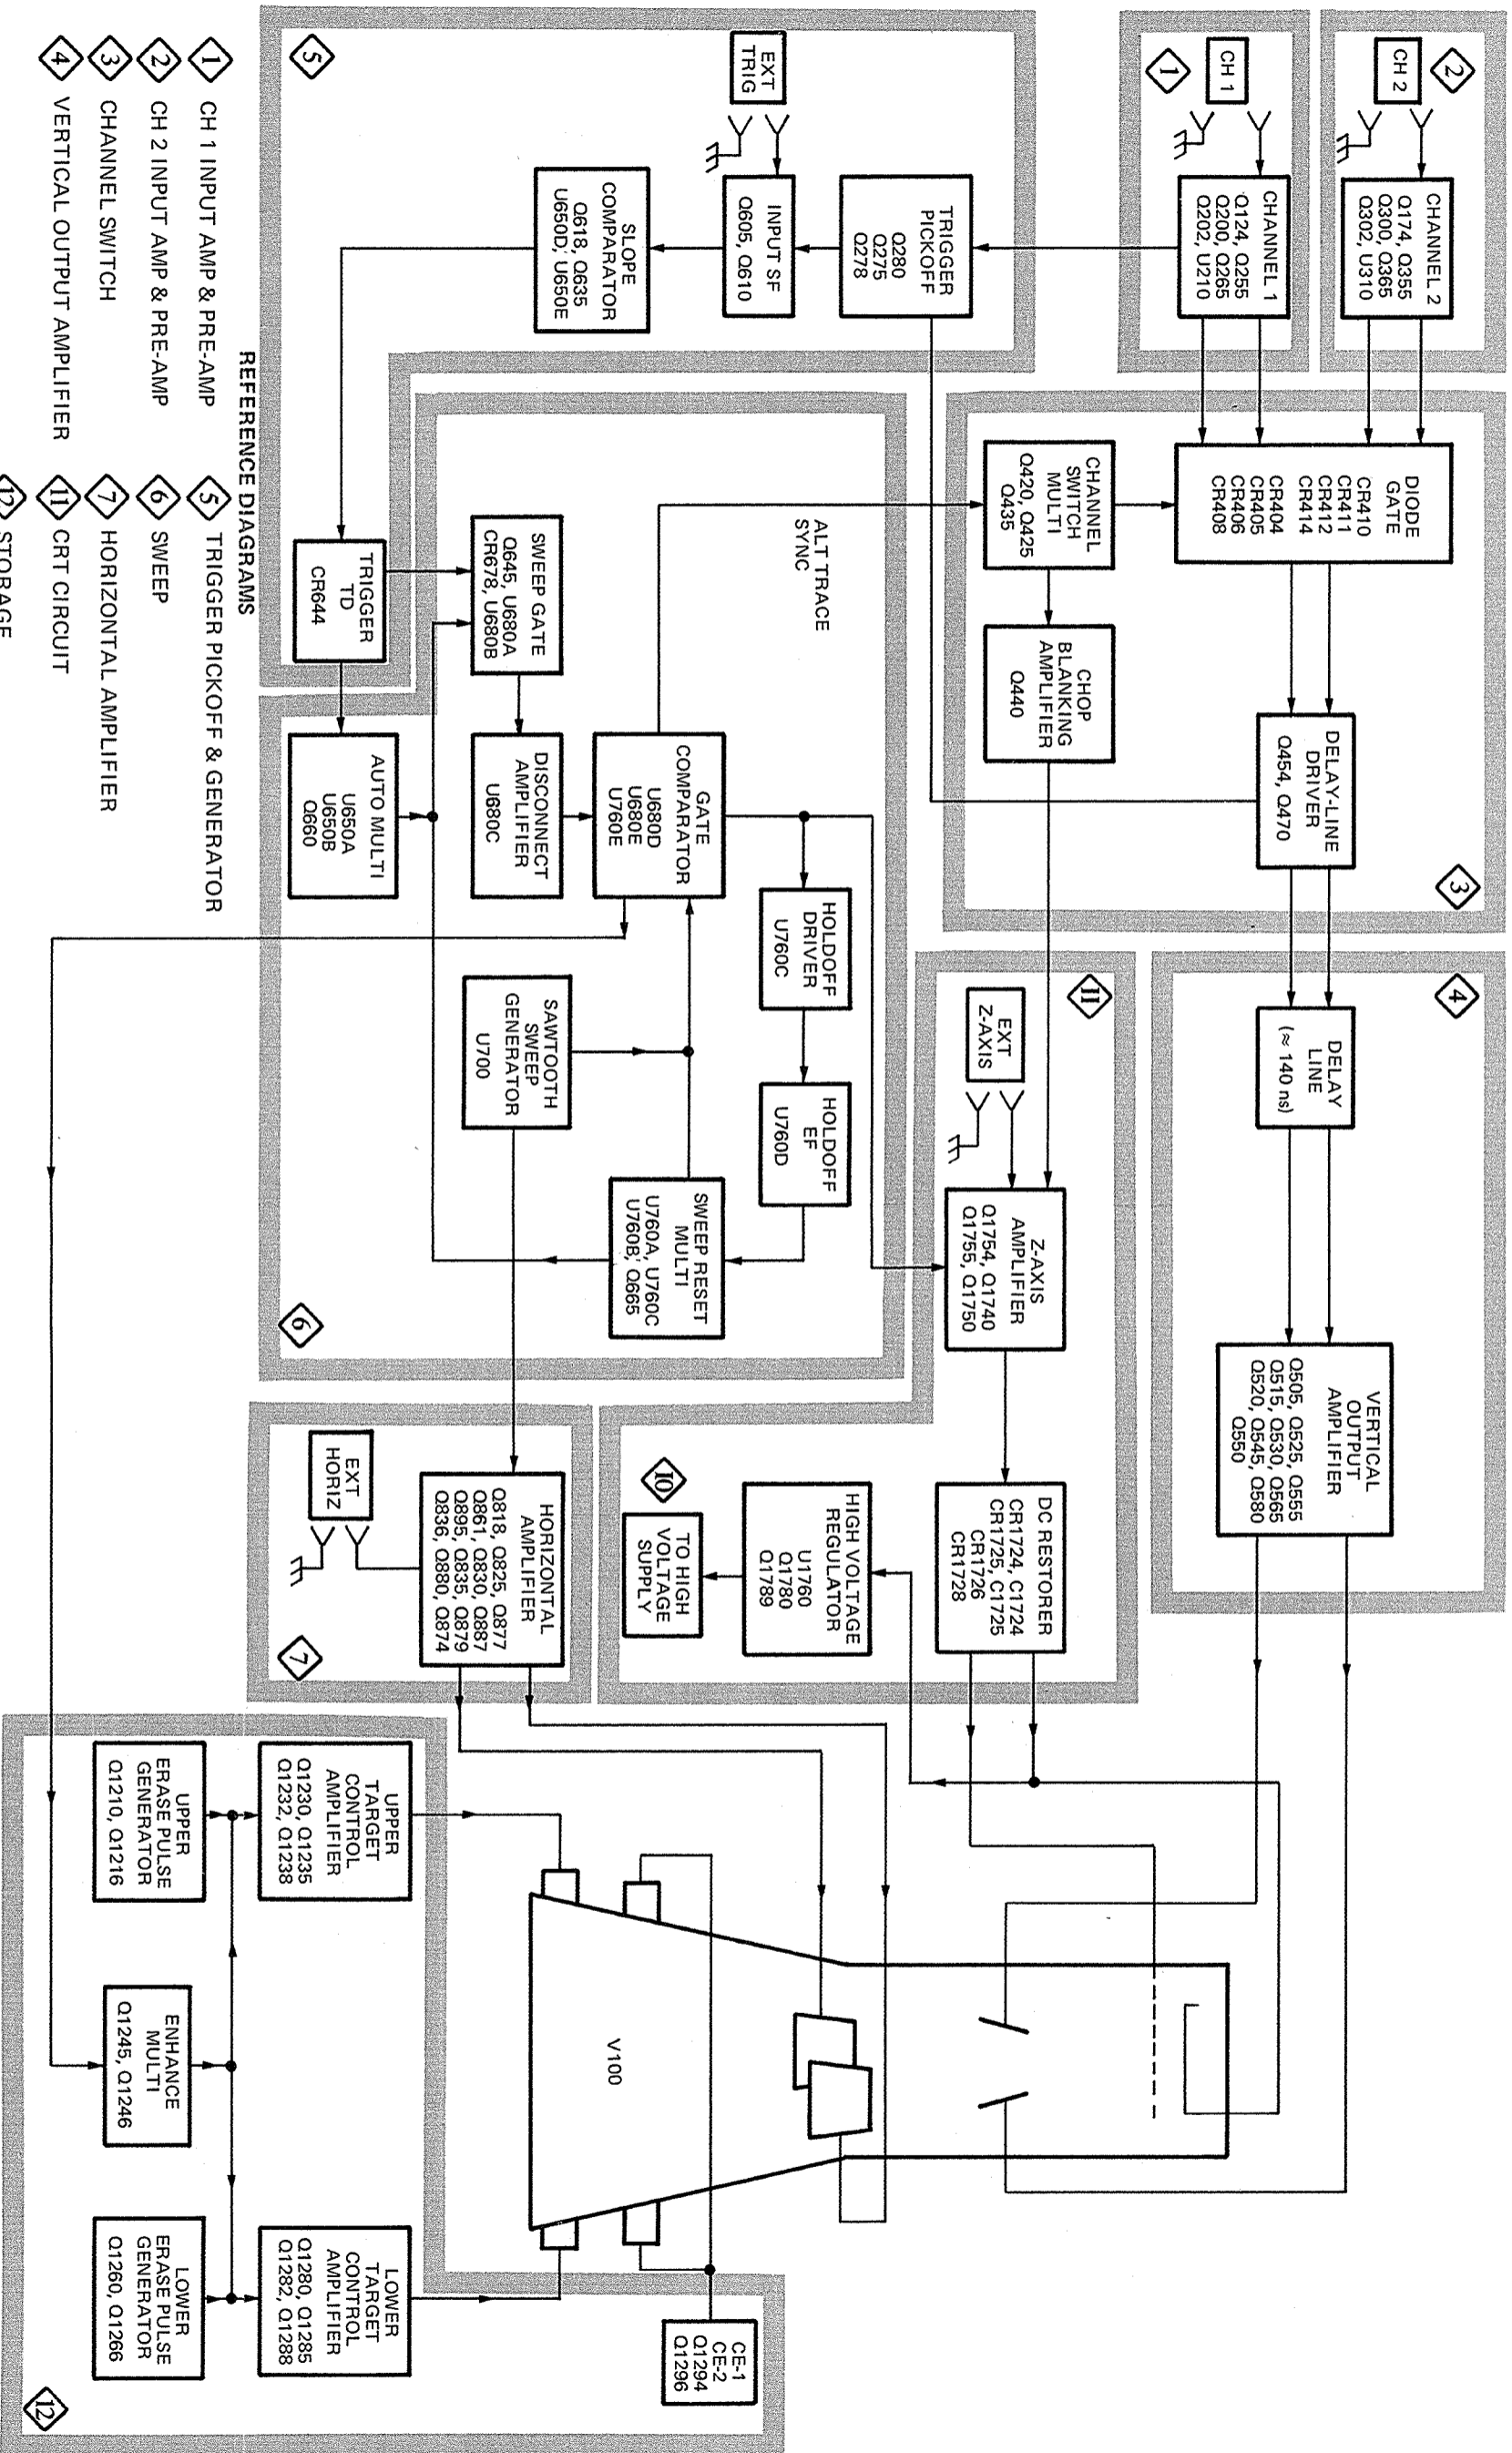 2
CH 2
CHANNEL 2
Q174, Q355
Q300, Q365
Q302, U310
1
CH 1
CHANNEL 1
Q124, Q255
Q200, Q265
Q202, U210
DIODE
GATE
CR410
CR411
CR412
CR414
CR404
CR405
CR406
CR408
CHANNEL
SWITCH
MULTI
Q420, Q425
Q435
CHOP
BLANKING
AMPLIFIER
Q440
DELAY-LINE
DRIVER
Q454, Q470
3
4
DELAY
LINE
(≈ 140 ns)
VERTICAL
OUTPUT
AMPLIFIER
Q505, Q525, Q555
Q515, Q530, Q565
Q520, Q545, Q580
Q550
5
EXT
TRIG
TRIGGER
PICKOFF
Q280
Q275
Q278
INPUT SF
Q605, Q610
SLOPE
COMPARATOR
Q618, Q635
U650D, U650E
TRIGGER
TD
CR644
ALT TRACE
SYNC
SWEEP GATE
Q645, U680A
CR678, U680B
DISCONNECT
AMPLIFIER
U680C
GATE
COMPARATOR
U680D
U680E
U760E
AUTO MULTI
U650A
U650B
Q660
HOLDOFF
DRIVER
U760C
HOLDOFF
EF
U760D
SAWTOOTH
SWEEP
GENERATOR
U700
SWEEP RESET
MULTI
U760A, U760C
U760B, Q665
6
11
EXT
Z-AXIS
Z-AXIS
AMPLIFIER
Q1754, Q1740
Q1755, Q1750
DC RESTORER
CR1724, C1724
CR1725, C1725
CR1726
CR1728
HIGH VOLTAGE
REGULATOR
U1760
Q1780
Q1789
TO HIGH
VOLTAGE
SUPPLY
10
EXT
HORIZ
HORIZONTAL
AMPLIFIER
Q818, Q825, Q877
Q861, Q830, Q887
Q895, Q835, Q879
Q836, Q880, Q874
7
V100
CE-1
CE-2
Q1294
Q1296
UPPER
TARGET
CONTROL
AMPLIFIER
Q1230, Q1235
Q1232, Q1238
LOWER
TARGET
CONTROL
AMPLIFIER
Q1280, Q1285
Q1282, Q1288
UPPER
ERASE PULSE
GENERATOR
Q1210, Q1216
ENHANCE
MULTI
Q1245, Q1246
LOWER
ERASE PULSE
GENERATOR
Q1260, Q1266
12
REFERENCE DIAGRAMS
1 CH 1 INPUT AMP & PRE-AMP
2 CH 2 INPUT AMP & PRE-AMP
3 CHANNEL SWITCH
4 VERTICAL OUTPUT AMPLIFIER
5 TRIGGER PICKOFF & GENERATOR
6 SWEEP
7 HORIZONTAL AMPLIFIER
11 CRT CIRCUIT
12 STORAGE